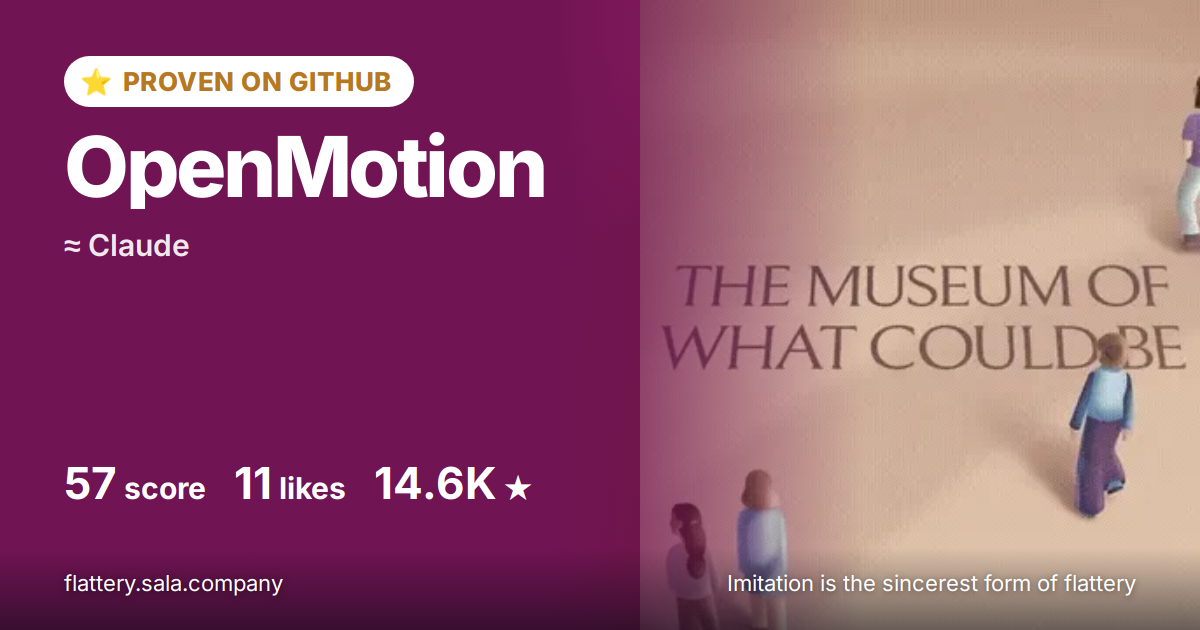 ⭐ PROVEN ON GITHUB
OpenMotion
≈ Claude
THE MUSEUM OF
WHAT COULD BE
57 score 11 likes 14.6K ★
flattery.sala.company
Imitation is the sincerest form of flattery